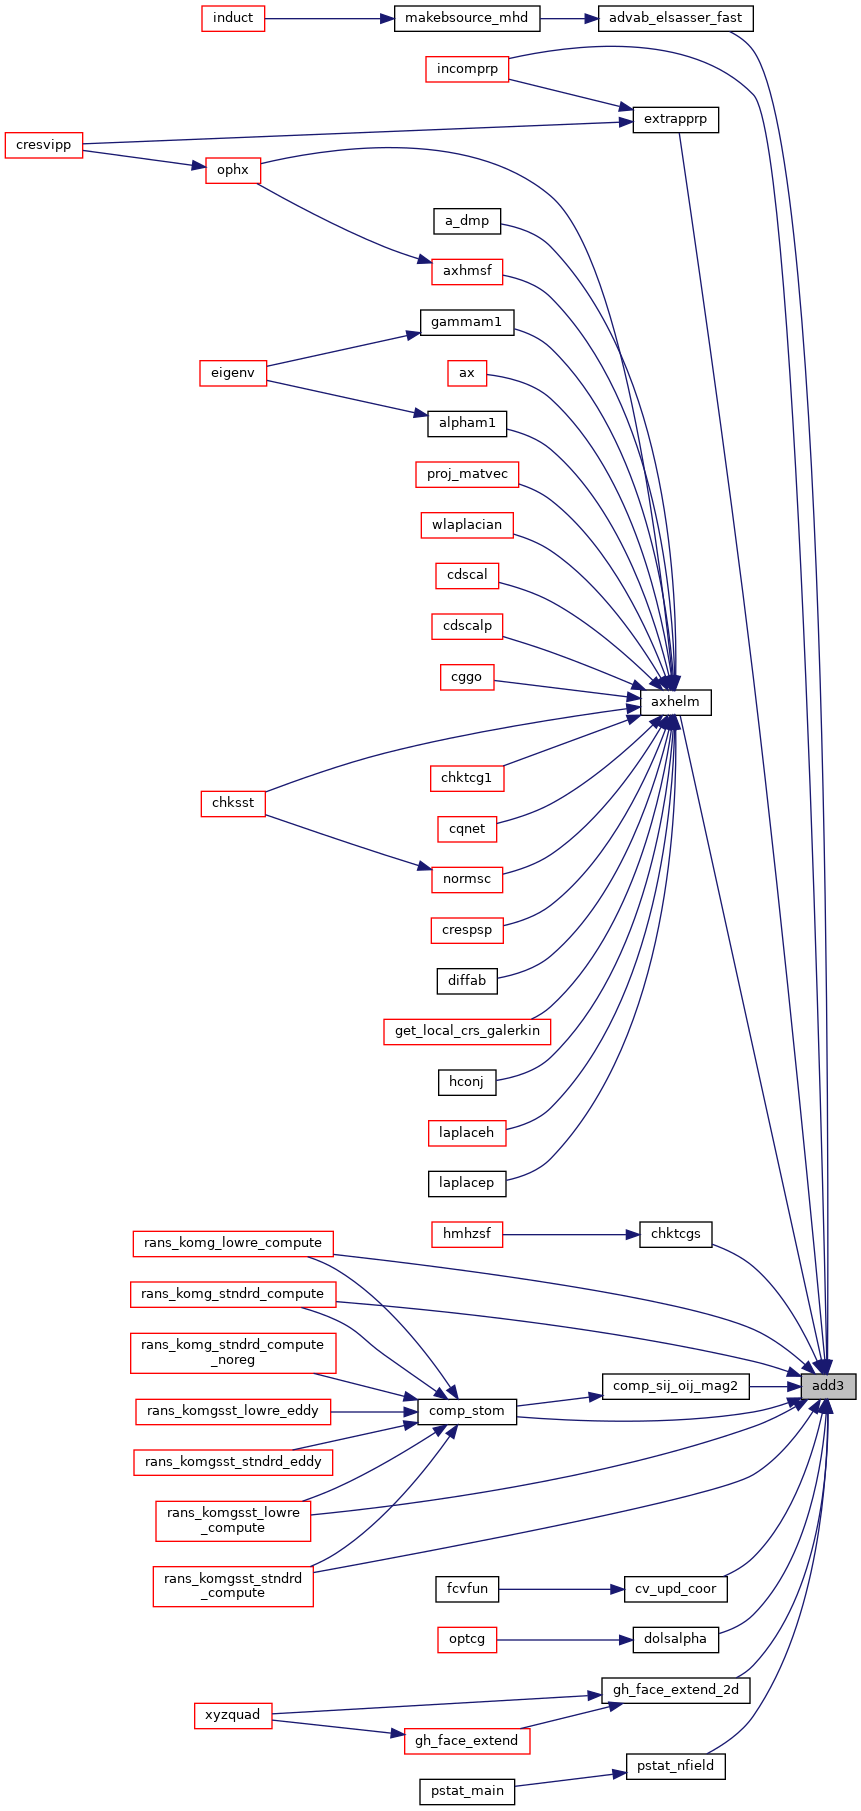 induct
makebsource_mhd
advab_elsasser_fast
incomprp
extrapprp
cresvipp
ophx
a_dmp
axhmsf
gammam1
eigenv
ax
alpham1
proj_matvec
wlaplacian
cdscal
cdscalp
cggo
axhelm
chktcg1
chksst
cqnet
normsc
crespsp
diffab
get_local_crs_galerkin
hconj
laplaceh
laplacep
hmhzsf
chktcgs
rans_komg_lowre_compute
rans_komg_stndrd_compute
rans_komg_stndrd_compute
_noreg
comp_sij_oij_mag2
add3
rans_komgsst_lowre_eddy
comp_stom
rans_komgsst_stndrd_eddy
rans_komgsst_lowre
_compute
rans_komgsst_stndrd
_compute
fcvfun
cv_upd_coor
optcg
dolsalpha
gh_face_extend_2d
xyzquad
gh_face_extend
pstat_nfield
pstat_main